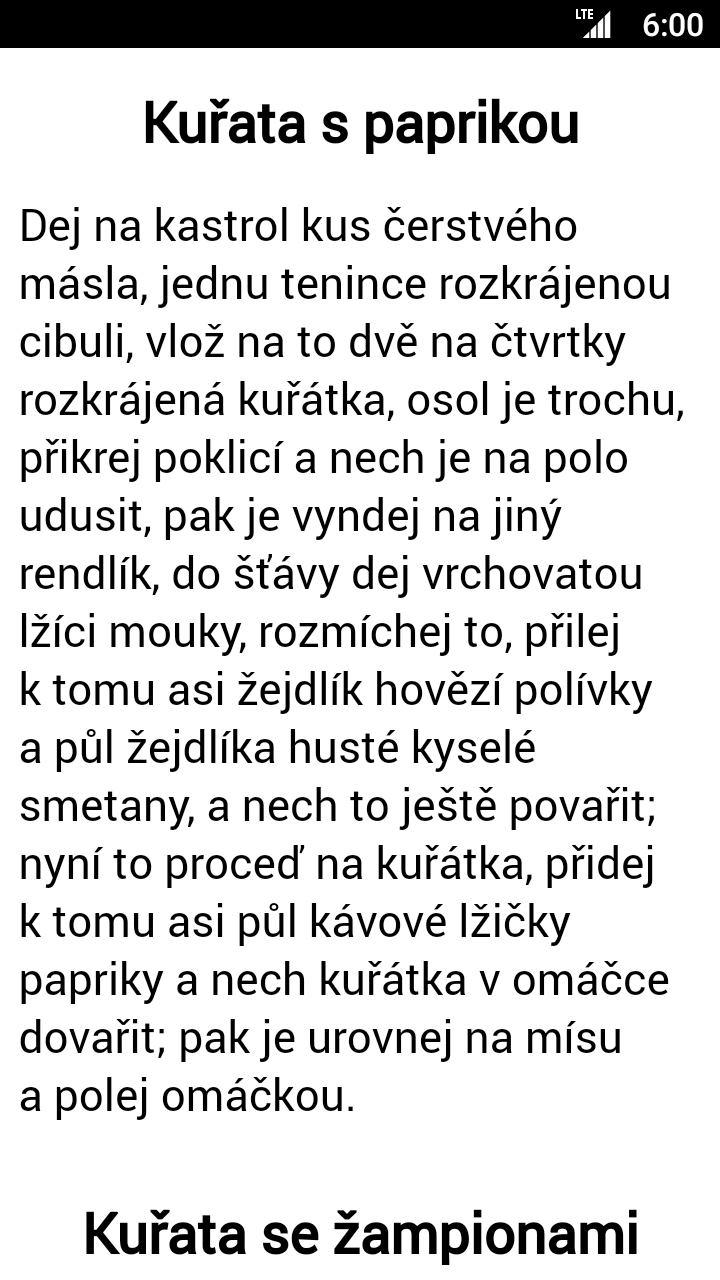 LTE 6:00
Kuřata s paprikou
Dej na kastrol kus čerstvého
másla, jednu tenince rozkrájenou
cibuli, vlož na to dvě na čtvrtky
rozkrájená kuřátka, osol je trochu,
přikrej poklicí a nech je na polo
udusit, pak je vyndej na jiný
rendlík, do šťávy dej vrchovatou
lžíci mouky, rozmíchej to, přilej
k tomu asi žejdlík hovězí polívky
a půl žejdlíka husté kyselé
smetany, a nech to ještě povařit;
nyní to proceď na kuřátka, přidej
k tomu asi půl kávové lžičky
papriky a nech kuřátka v omáčce
dovařit; pak je urovnej na mísu
a polej omáčkou.
Kuřata se žampionami